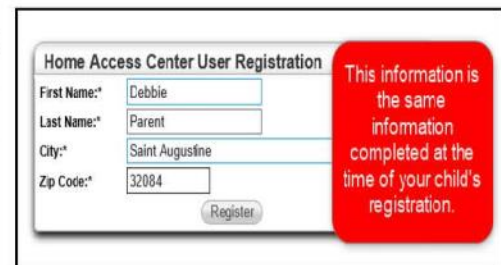 Home Access Center User Registration
First Name:* Debbie
Last Name:* Parent
City:* Saint Augustine
Zip Code:* 32084
Register
This information is
the same
information
completed at the
time of your child's
registration.